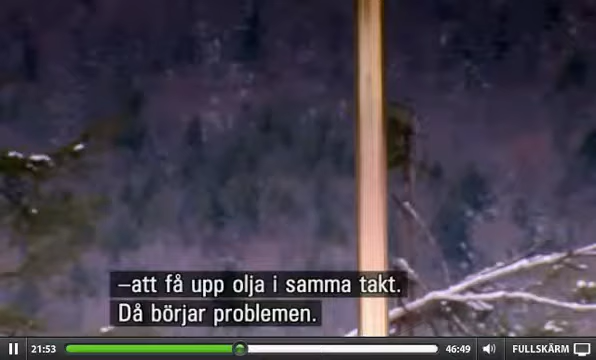 –att få upp olja i samma takt.
Då börjar problemen.
21:53
46:49
FULLSKÄRM